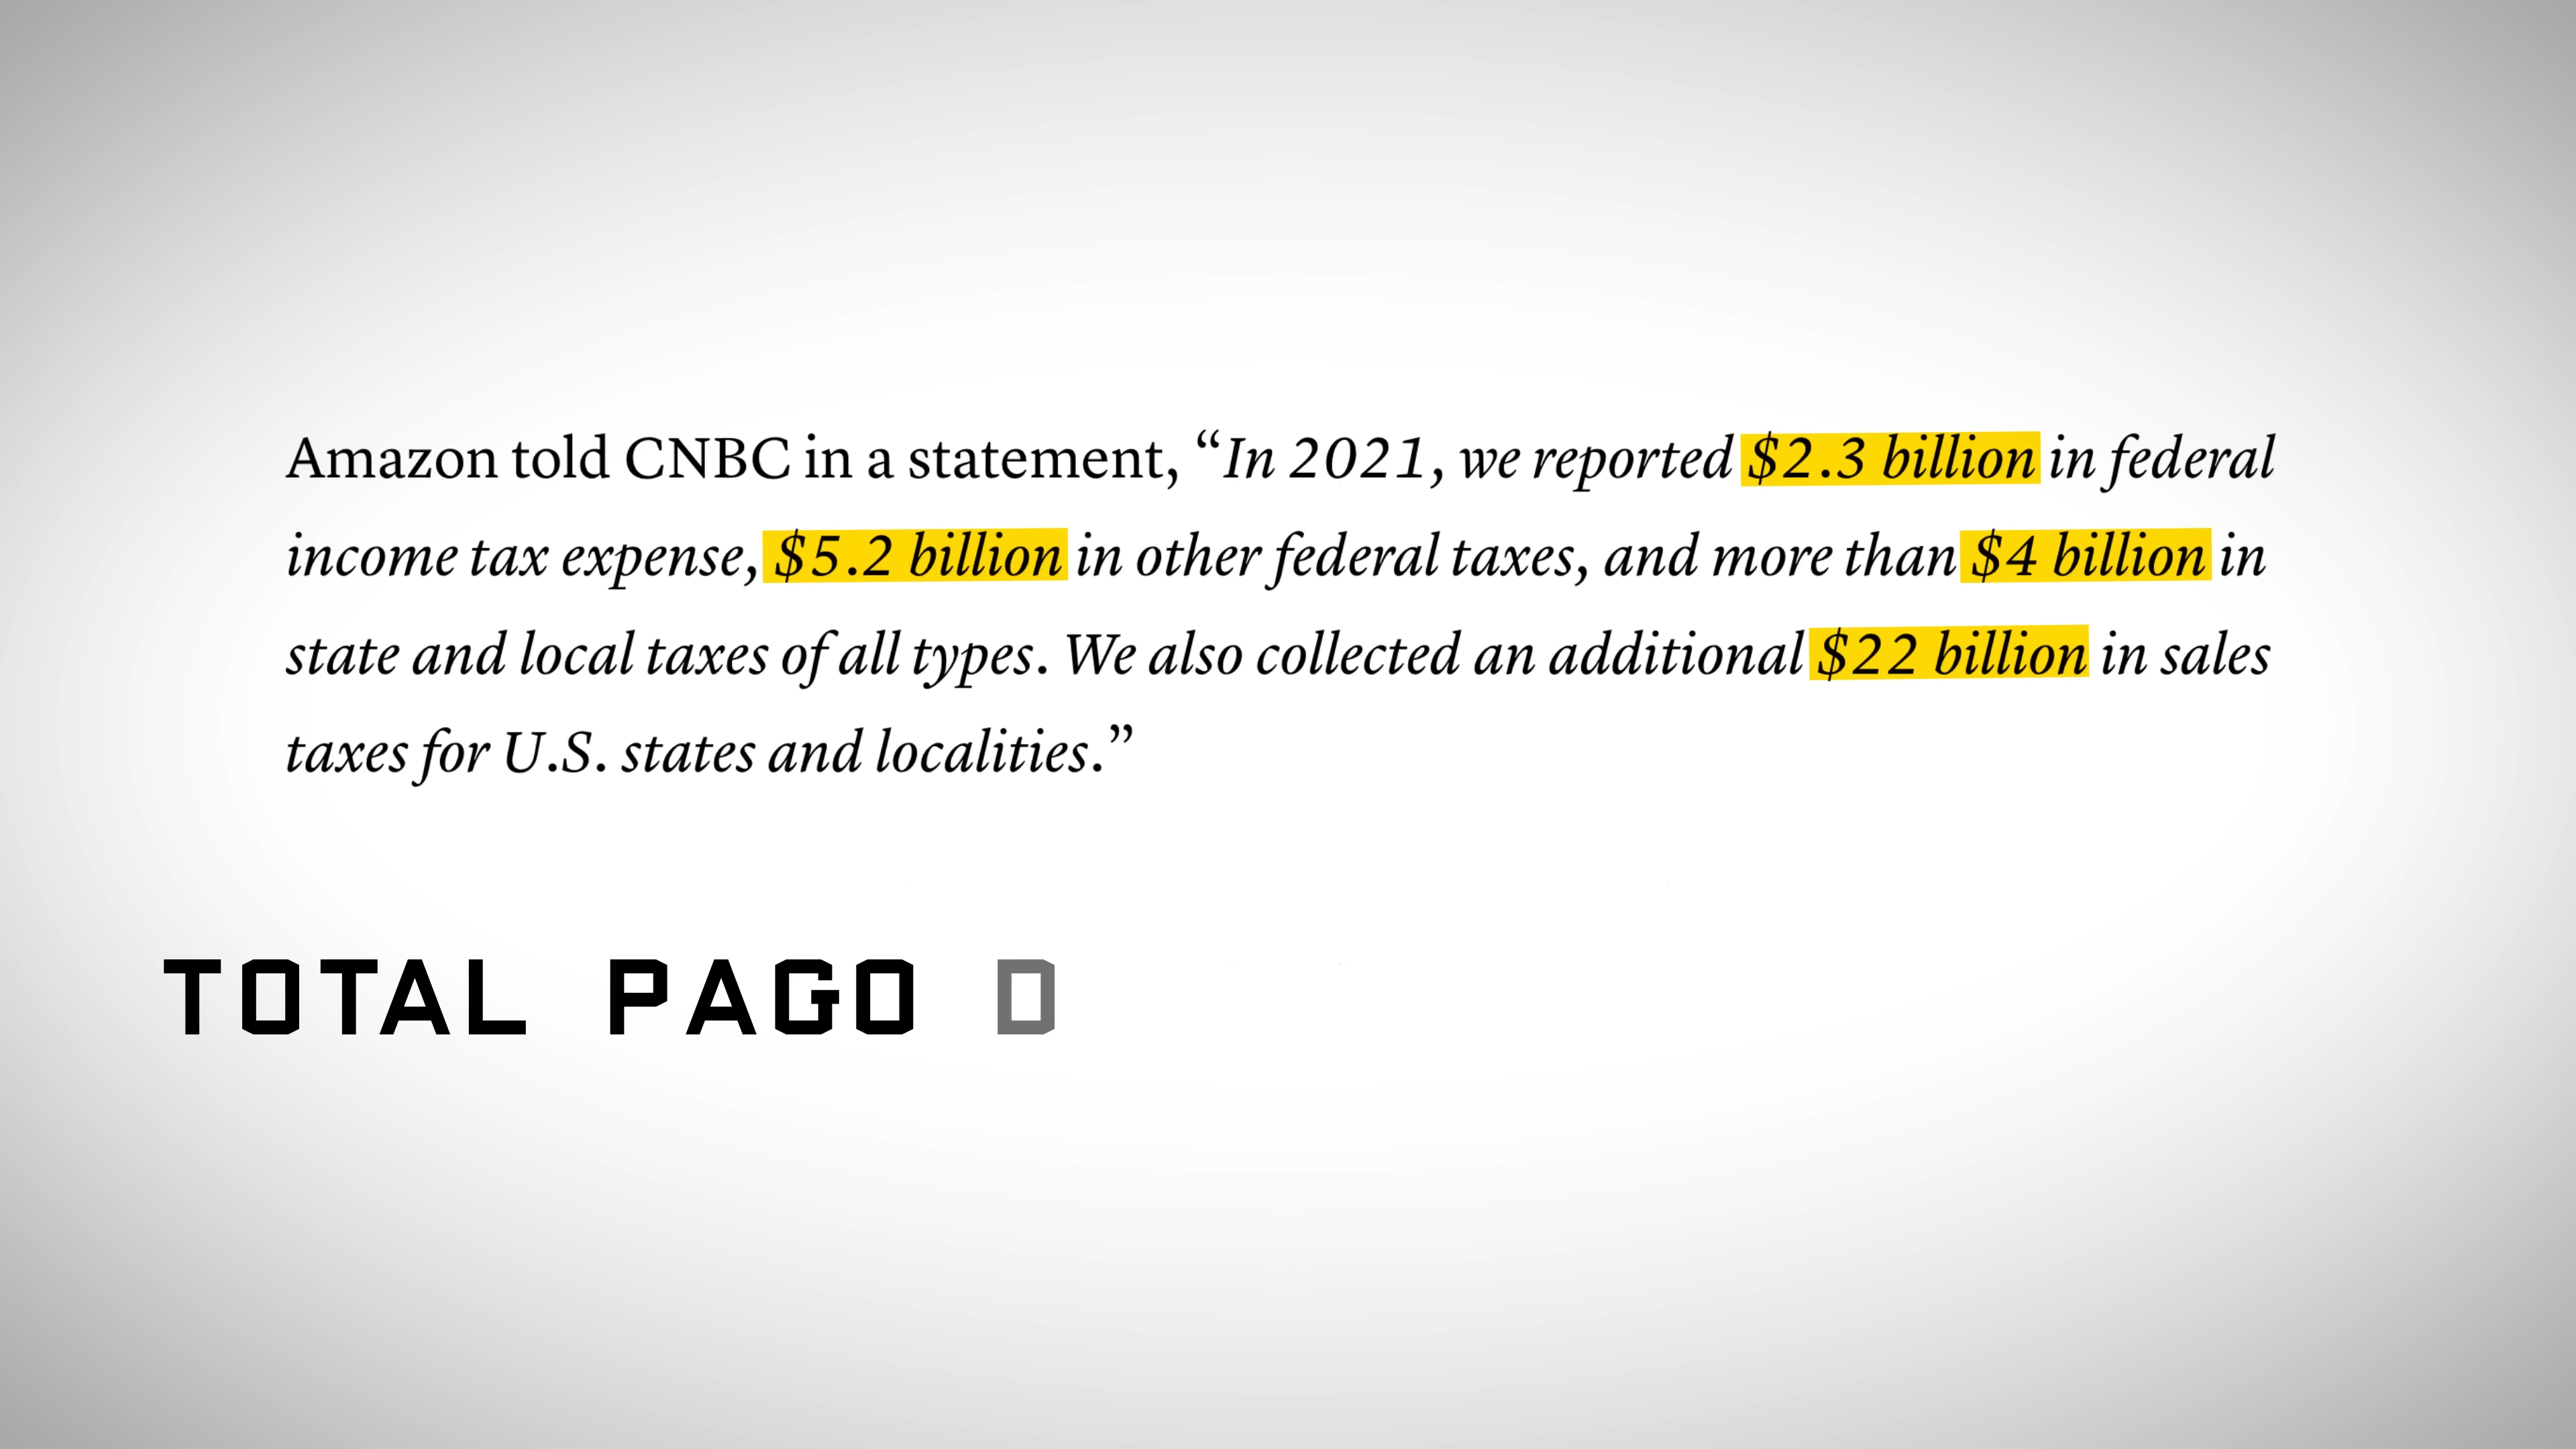 Amazon told CNBC in a statement, “In 2021, we reported $2.3 billion in federal
income tax expense, $5.2 billion in other federal taxes, and more than $4 billion in
state and local taxes of all types. We also collected an additional $22 billion in sales
taxes for U.S. states and localities.”
TOTAL PAGO D